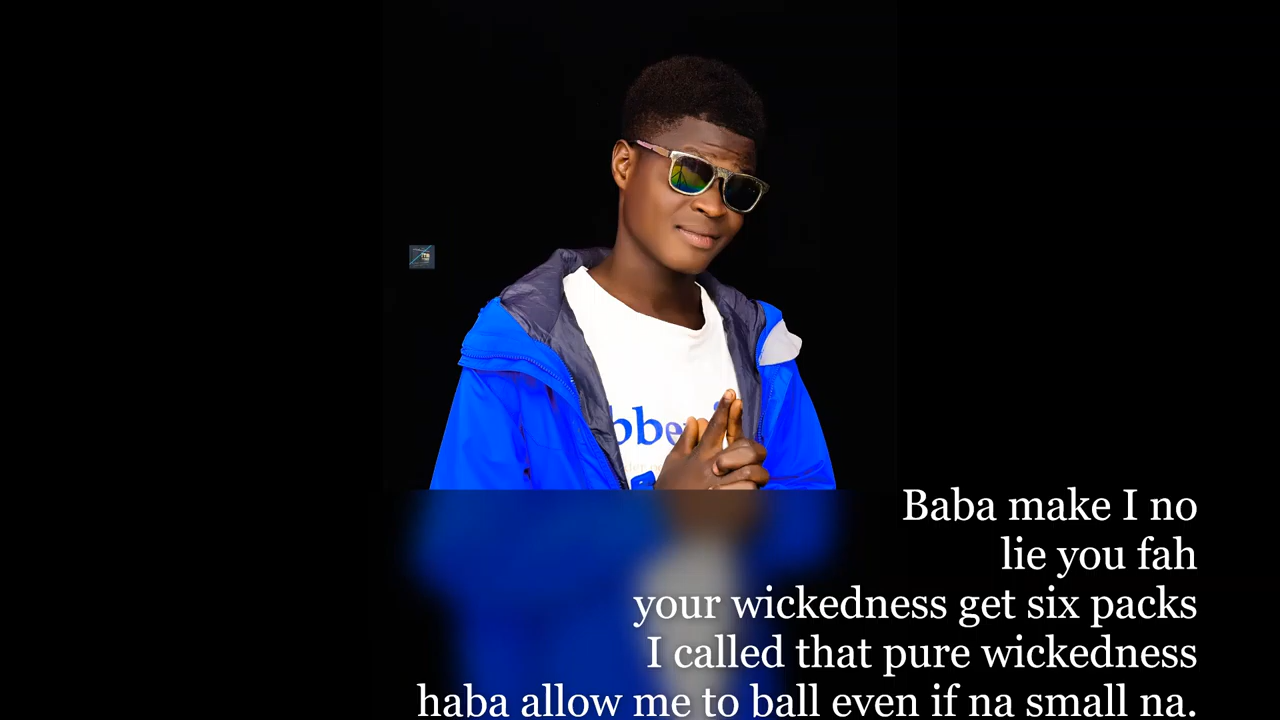 bbe
Baba make I no
lie you fah
your wickedness get six packs
I called that pure wickedness
haba allow me to ball even if na small na.